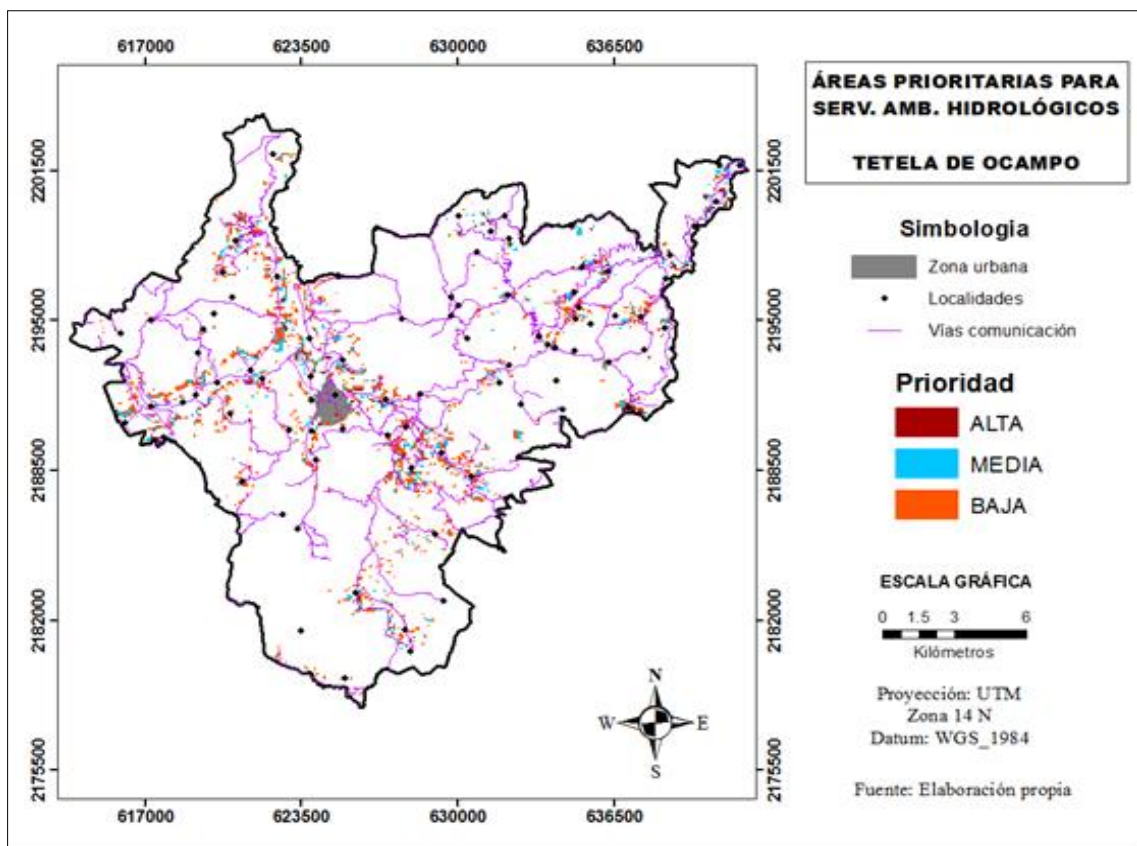 617000 623500 630000 636500
ÁREAS PRIORITARIAS PARA
SERV. AMB. HIDROLÓGICOS
TETELA DE OCAMPO
2201500 2201500
2195000 2195000
2188500 2188500
2182000 2182000
2175500 2175500
Simbologia
Zona urbana
Localidades
Vías comunicación
Prioridad
ALTA
MEDIA
BAJA
ESCALA GRÁFICA
0 1.5 3 6
Kilómetros
N
W E
S
Proyección: UTM
Zona 14 N
Datum: WGS_1984
Fuente: Elaboración propia
617000 623500 630000 636500